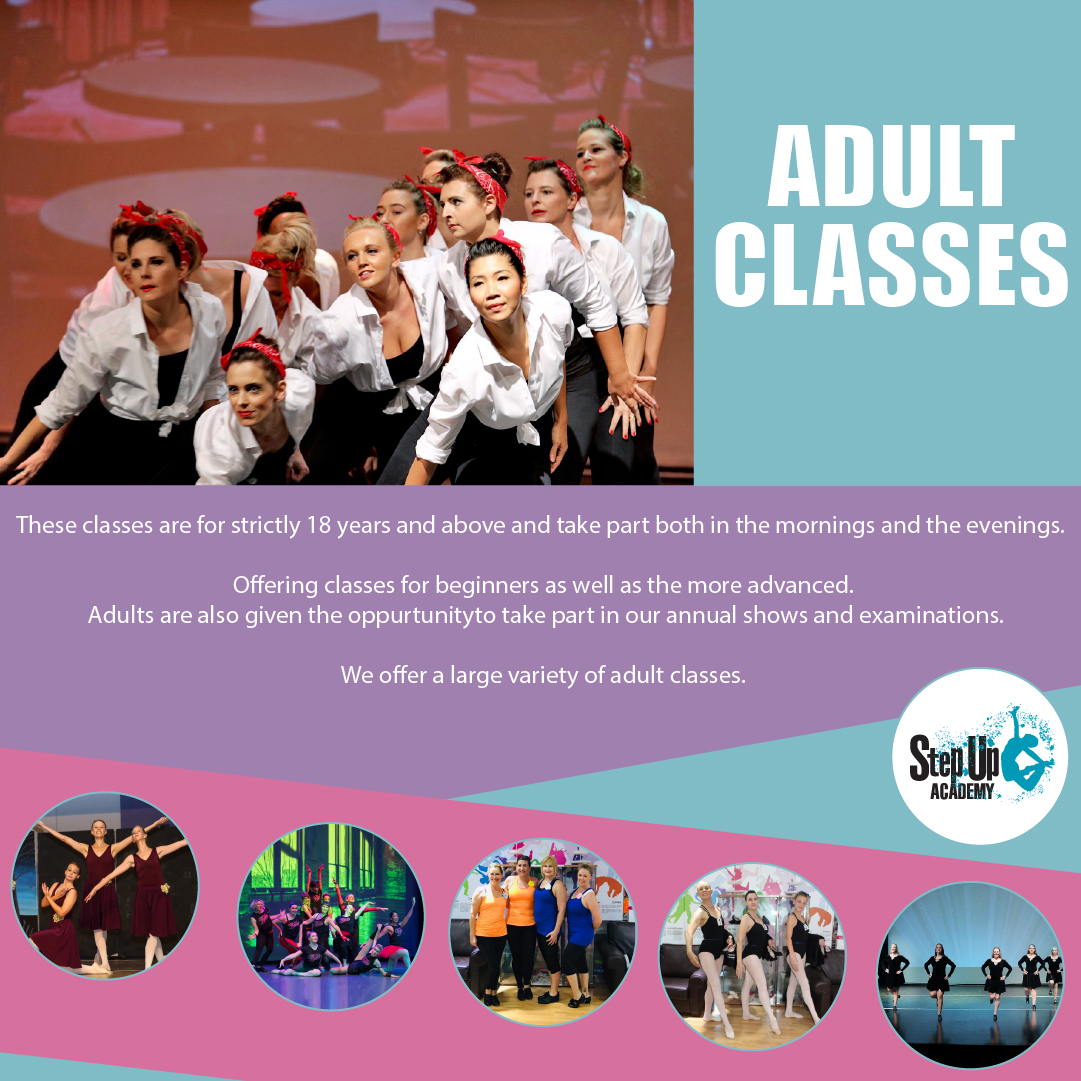 ADULT
CLASSES
These classes are for strictly 18 years and above and take part both in the mornings and the evenings.
Offering classes for beginners as well as the more advanced.
Adults are also given the oppurtunityto take part in our annual shows and examinations.
We offer a large variety of adult classes.
Step Up
ACADEMY